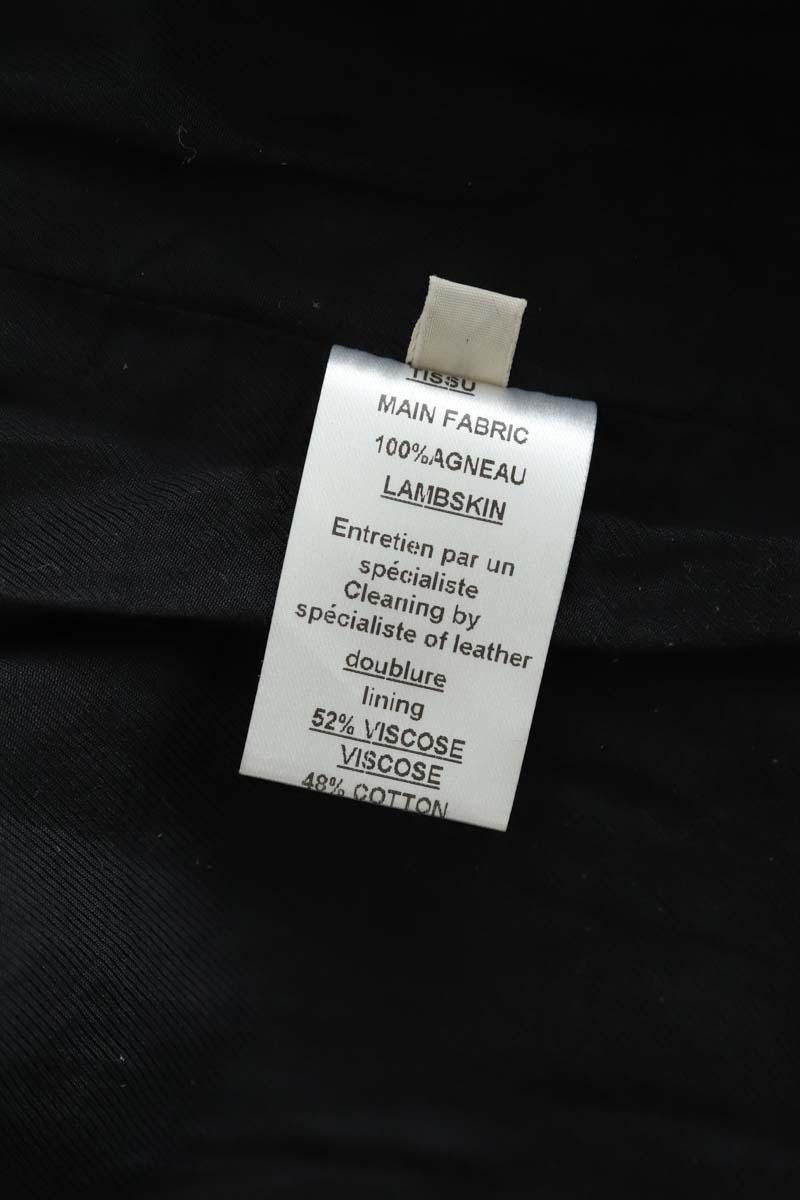 TISSU
MAIN FABRIC
100%AGNEAU
LAMBSKIN
Entretien par un
spécialiste
Cleaning by
spécialiste of leather
doublure
lining
52% VISCOSE
VISCOSE
48% COTTON